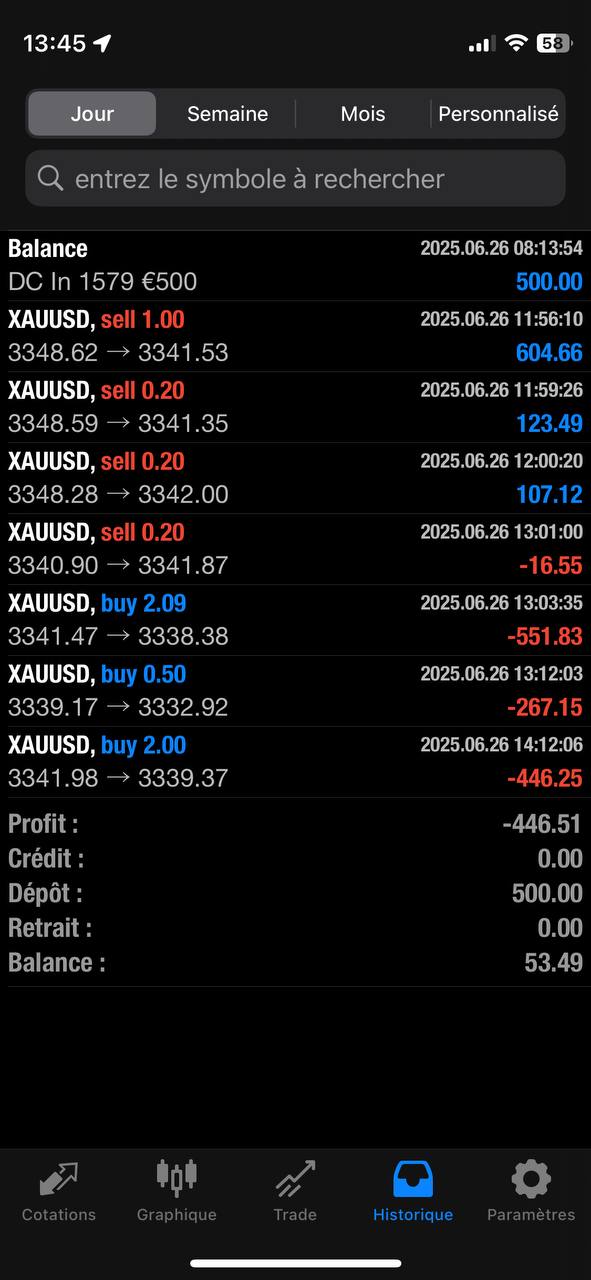 13:45
58
Jour Semaine Mois Personnalisé
entrez le symbole à rechercher
Balance 2025.06.26 08:13:54
DC In 1579 €500 500.00
XAUUSD, sell 1.00 2025.06.26 11:56:10
3348.62 → 3341.53 604.66
XAUUSD, sell 0.20 2025.06.26 11:59:26
3348.59 → 3341.35 123.49
XAUUSD, sell 0.20 2025.06.26 12:00:20
3348.28 → 3342.00 107.12
XAUUSD, sell 0.20 2025.06.26 13:01:00
3340.90 → 3341.87 -16.55
XAUUSD, buy 2.09 2025.06.26 13:03:35
3341.47 → 3338.38 -551.83
XAUUSD, buy 0.50 2025.06.26 13:12:03
3339.17 → 3332.92 -267.15
XAUUSD, buy 2.00 2025.06.26 14:12:06
3341.98 → 3339.37 -446.25
Profit : -446.51
Crédit : 0.00
Dépôt : 500.00
Retrait : 0.00
Balance : 53.49
Cotations Graphique Trade Historique Paramètres